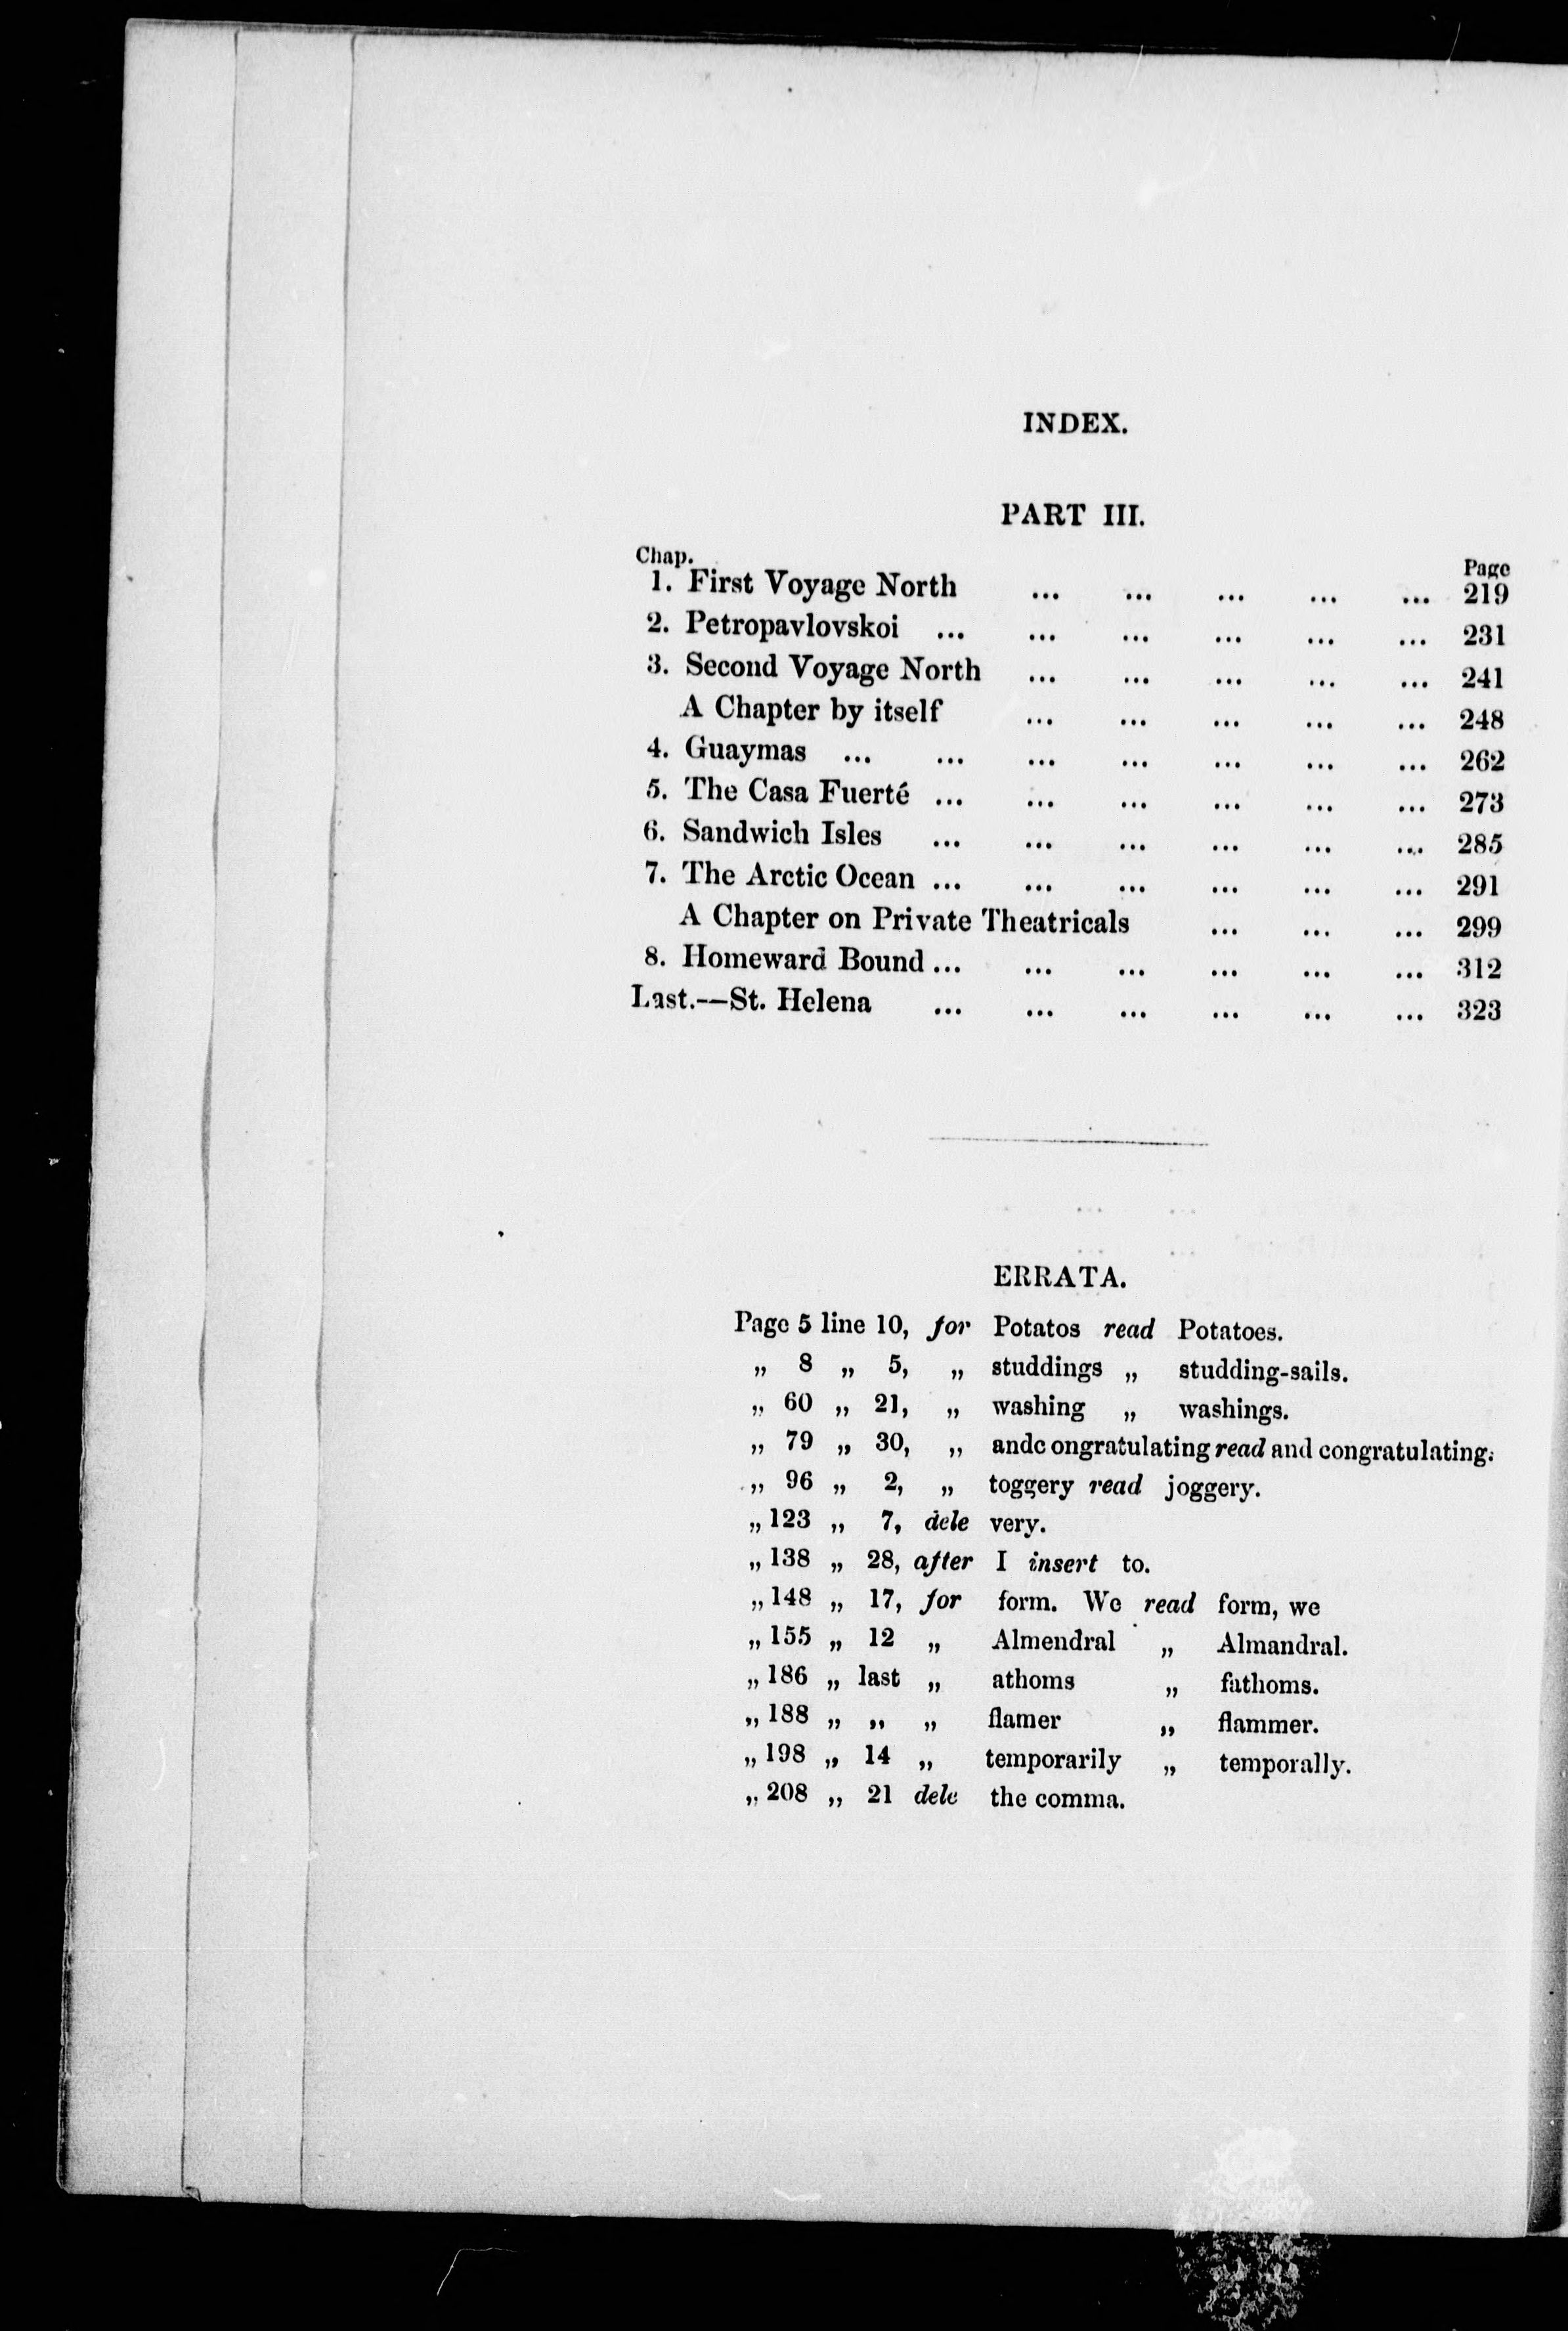 INDEX.
PART III.
Chap. Page
1. First Voyage North ... ... ... ... ... 219
2. Petropavlovskoi ... ... ... ... ... ... 231
3. Second Voyage North ... ... ... ... ... 241
A Chapter by itself ... ... ... ... ... 248
4. Guaymas ... ... ... ... ... ... ... 262
5. The Casa Fuerté ... ... ... ... ... ... 273
6. Sandwich Isles ... ... ... ... ... ... 285
7. The Arctic Ocean ... ... ... ... ... ... 291
A Chapter on Private Theatricals ... ... ... 299
8. Homeward Bound ... ... ... ... ... ... 312
Last.—St. Helena ... ... ... ... ... ... 323
ERRATA.
Page 5 line 10, for Potatos read Potatoes.
„ 8 „ 5, „ studdings „ studding-sails.
„ 60 „ 21, „ washing „ washings.
„ 79 „ 30, „ andc ongratulating read and congratulating.
„ 96 „ 2, „ toggery read joggery.
„ 123 „ 7, dele very.
„ 138 „ 28, after I insert to.
„ 148 „ 17, for form. We read form, we
„ 155 „ 12 „ Almendral „ Almandral.
„ 186 „ last „ athoms „ fathoms.
„ 188 „ „ „ flamer „ flammer.
„ 198 „ 14 „ temporarily „ temporally.
„ 208 „ 21 dele the comma.